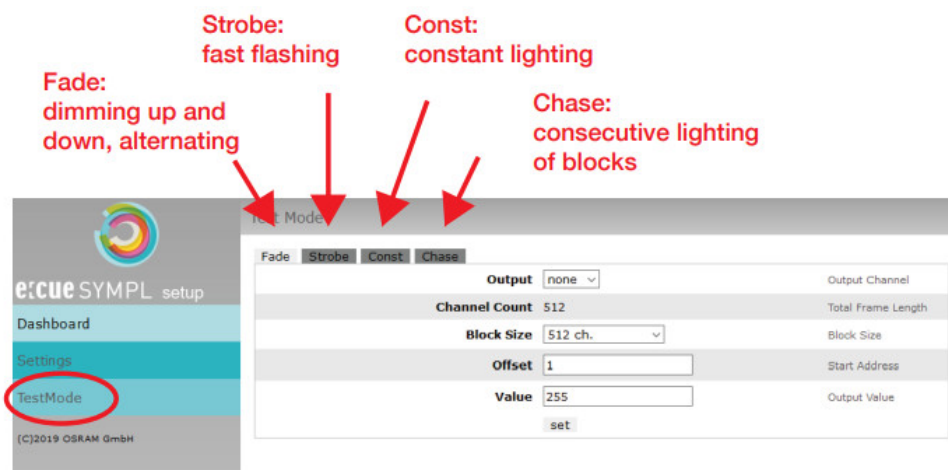 Strobe:
fast flashing
Const:
constant lighting
Fade:
dimming up and
down, alternating
Chase:
consecutive lighting
of blocks
e:cue SYMPL setup
Dashboard
Settings
TestMode
(C)2019 OSRAM GmbH
Test Mode
Fade Strobe Const Chase
Output none Output Channel
Channel Count 512 Total Frame Length
Block Size 512 ch. Block Size
Offset 1 Start Address
Value 255 Output Value
set